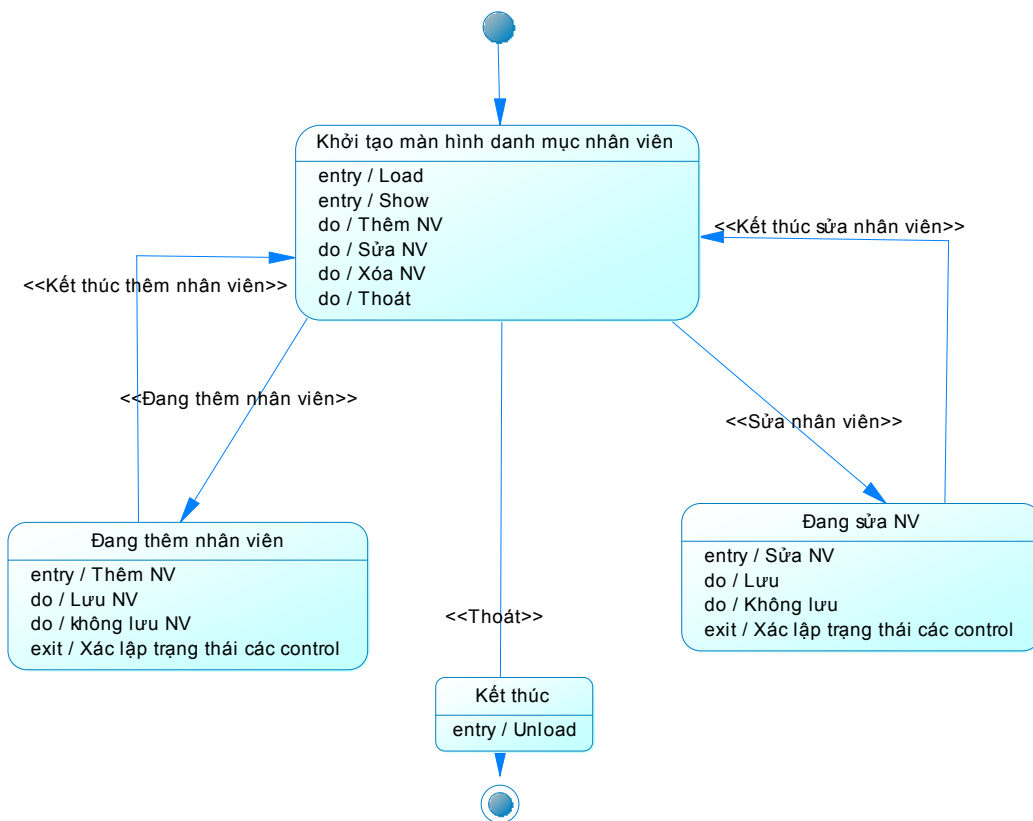 Khởi tạo màn hình danh mục nhân viên
entry / Load
entry / Show
do / Thêm NV
do / Sửa NV
do / Xóa NV
do / Thoát
<<Kết thúc sửa nhân viên>>
<<Kết thúc thêm nhân viên>>
<<Đang thêm nhân viên>>
<<Sửa nhân viên>>
Đang thêm nhân viên
entry / Thêm NV
do / Lưu NV
do / không lưu NV
exit / Xác lập trạng thái các control
Đang sửa NV
entry / Sửa NV
do / Lưu
do / Không lưu
exit / Xác lập trạng thái các control
<<Thoát>>
Kết thúc
entry / Unload